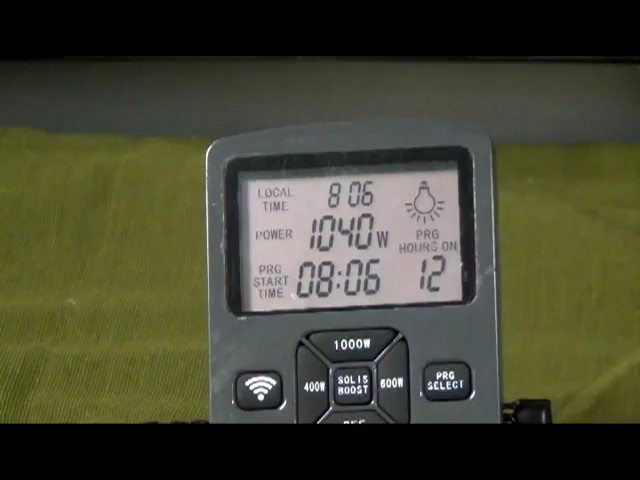 LOCAL TIME 8 06
POWER 1040 W
PRG HOURS ON 12
PRG START TIME 08:06
1000W
400W SOLIS BOOST 600W
PRG SELECT